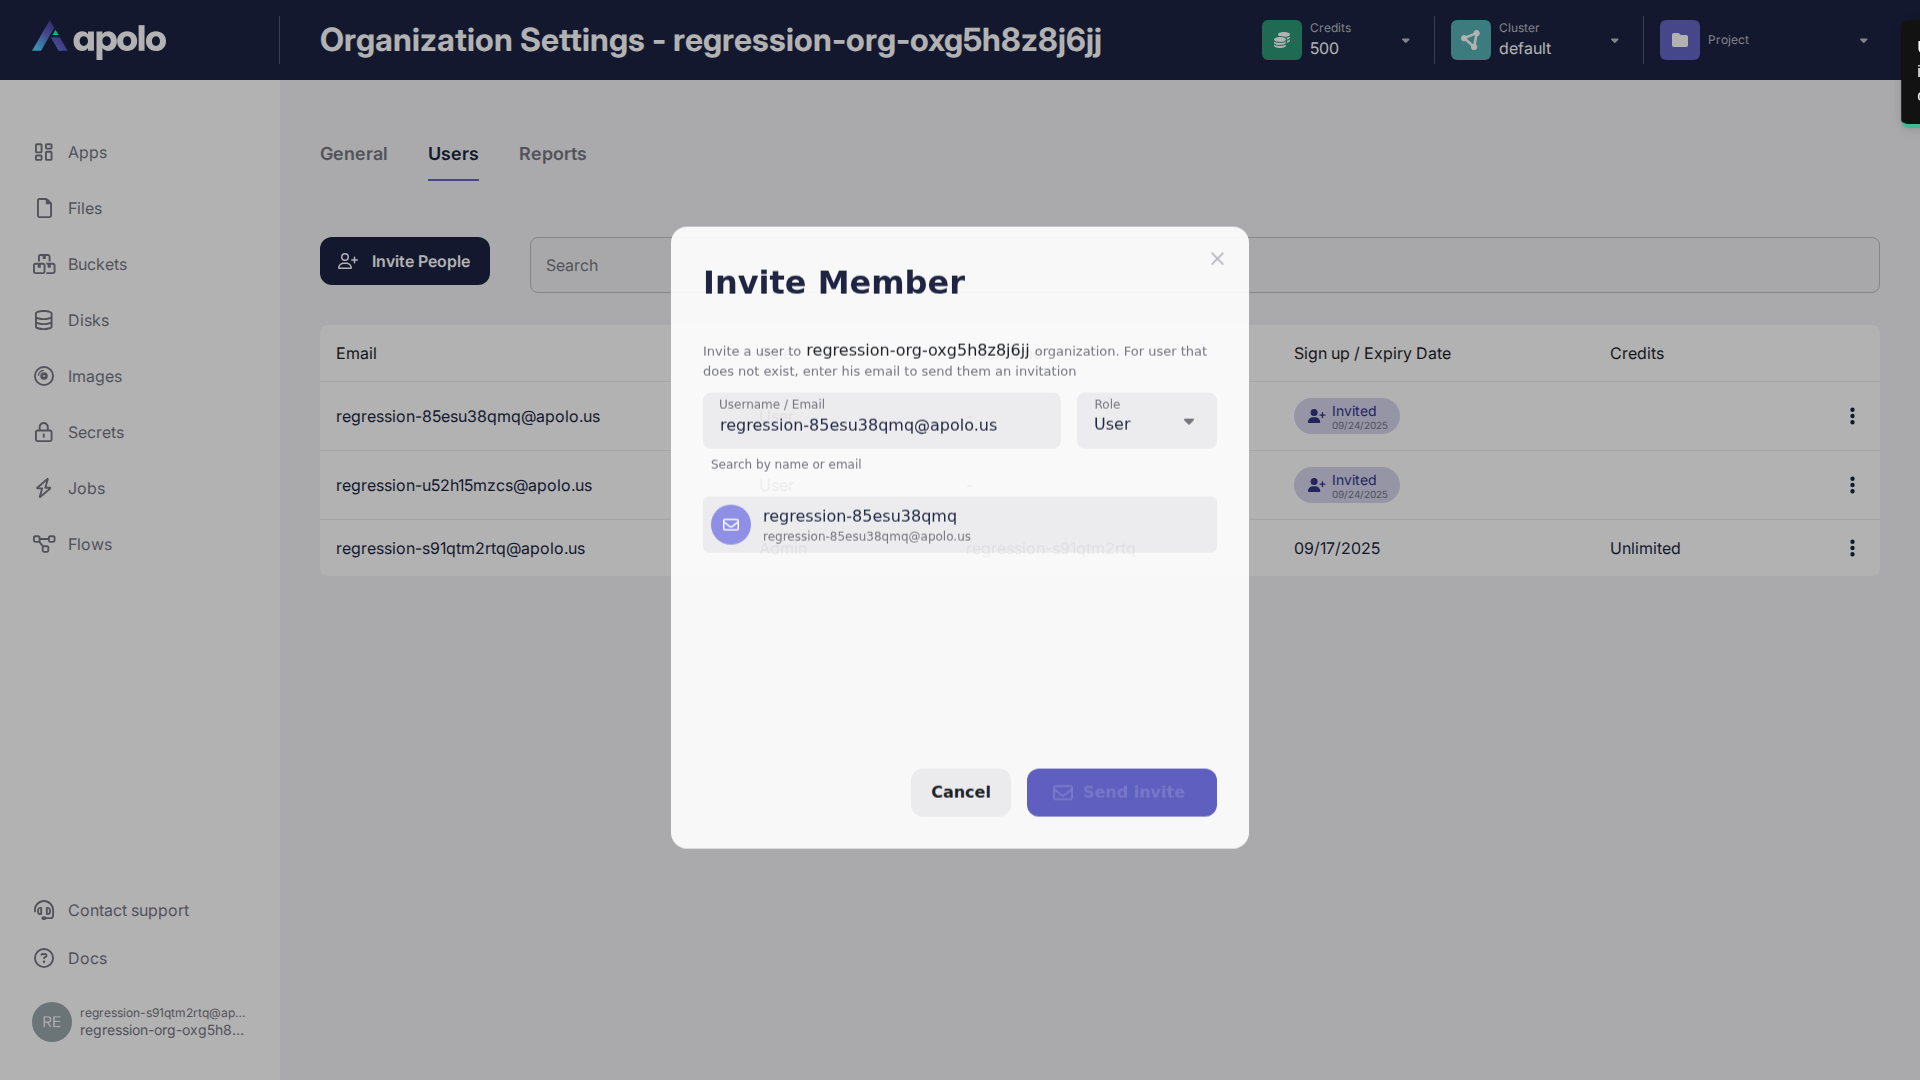 apolo
Organization Settings - regression-org-oxg5h8z8j6jj
Credits
500
Cluster
default
Project
Apps
Files
Buckets
Disks
Images
Secrets
Jobs
Flows
Contact support
Docs
RE
regression-s91qtm2rtq@ap...
regression-org-oxg5h8...
General
Users
Reports
Invite People
Search
Email
Sign up / Expiry Date
Credits
regression-85esu38qmq@apolo.us
User
-
Invited
09/24/2025
regression-u52h15mzcs@apolo.us
User
-
Invited
09/24/2025
regression-s91qtm2rtq@apolo.us
Admin
regression-s91qtm2rtq
09/17/2025
Unlimited
Invite Member
Invite a user to regression-org-oxg5h8z8j6jj organization. For user that
does not exist, enter his email to send them an invitation
Username / Email
regression-85esu38qmq@apolo.us
Role
User
Search by name or email
regression-85esu38qmq
regression-85esu38qmq@apolo.us
Cancel
Send invite